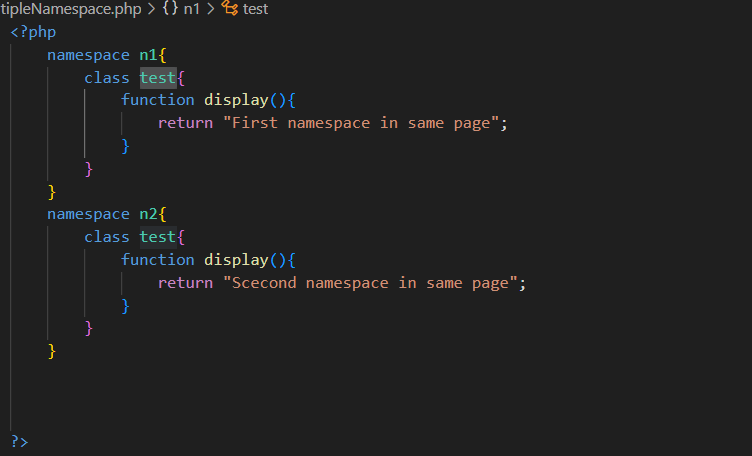 tipleNamespace.php > {} n1 > test
<?php
namespace n1{
class test{
function display(){
return "First namespace in same page";
}
}
}
namespace n2{
class test{
function display(){
return "Scecond namespace in same page";
}
}
}
?>